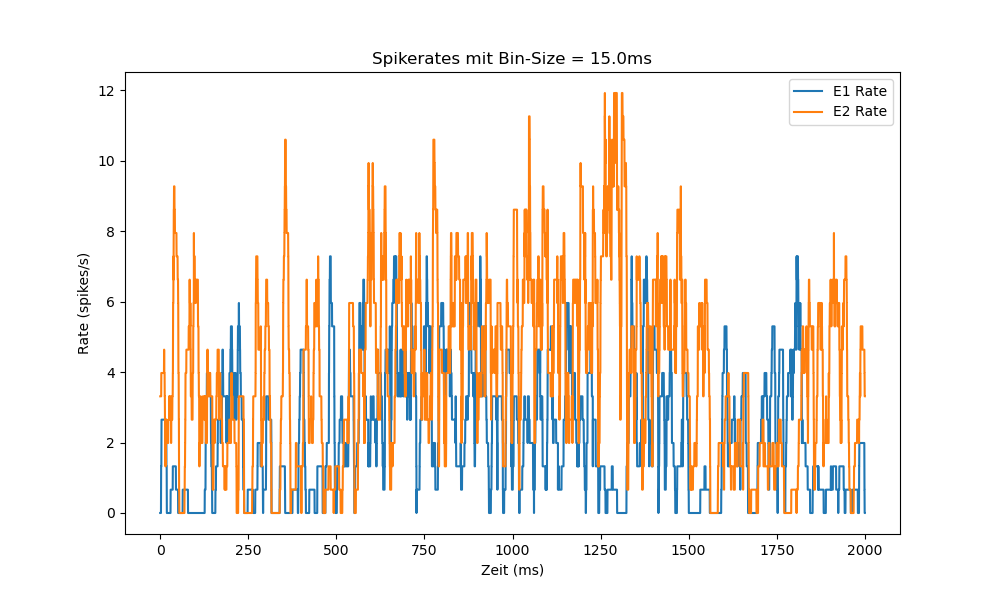 Spikerates mit Bin-Size = 15.0ms
E1 Rate
E2 Rate
12
10
8
6
4
2
0
Rate (spikes/s)
0 250 500 750 1000 1250 1500 1750 2000
Zeit (ms)